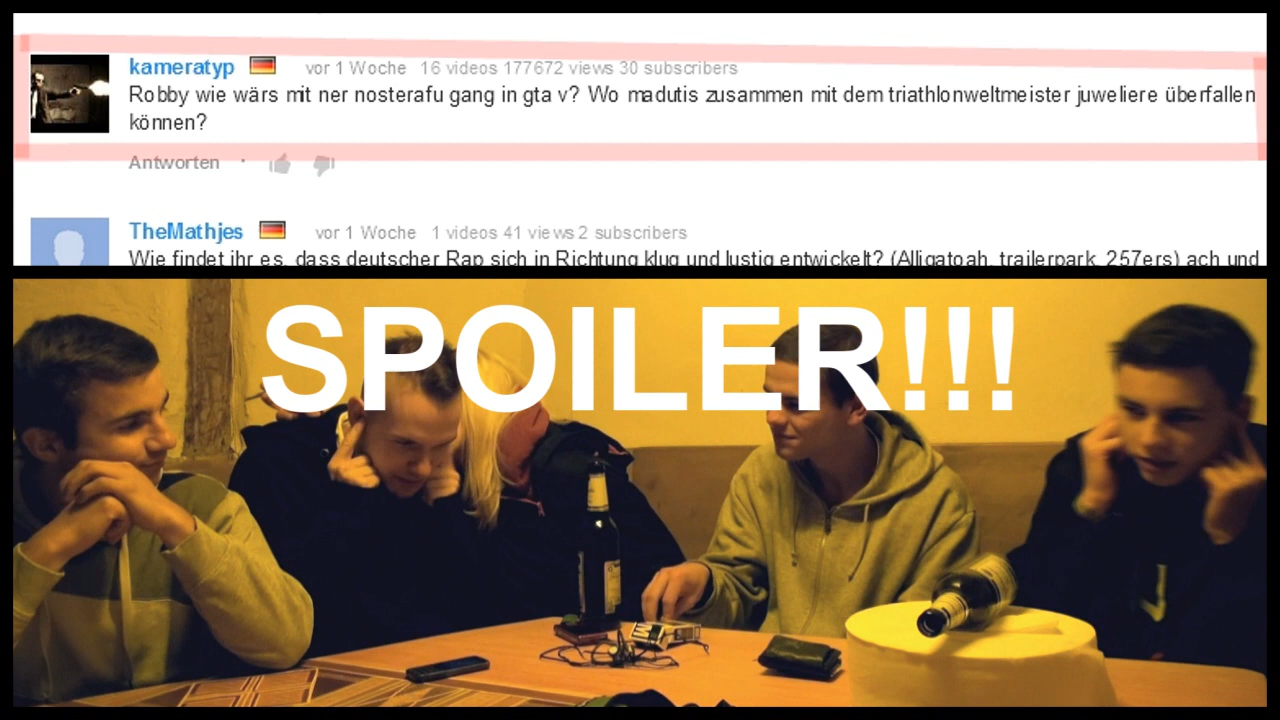 kameratyp vor 1 Woche 16 videos 177672 views 30 subscribers
Robby wie wärs mit ner nosterafu gang in gta v? Wo madutis zusammen mit dem triathlonweltmeister juweliere überfallen
können?
Antworten ·
TheMathjes vor 1 Woche 1 videos 41 views 2 subscribers
Wie findet ihr es, dass deutscher Rap sich in Richtung klug und lustig entwickelt? (Alligatoah, trailerpark, 257ers) ach und
SPOILER!!!